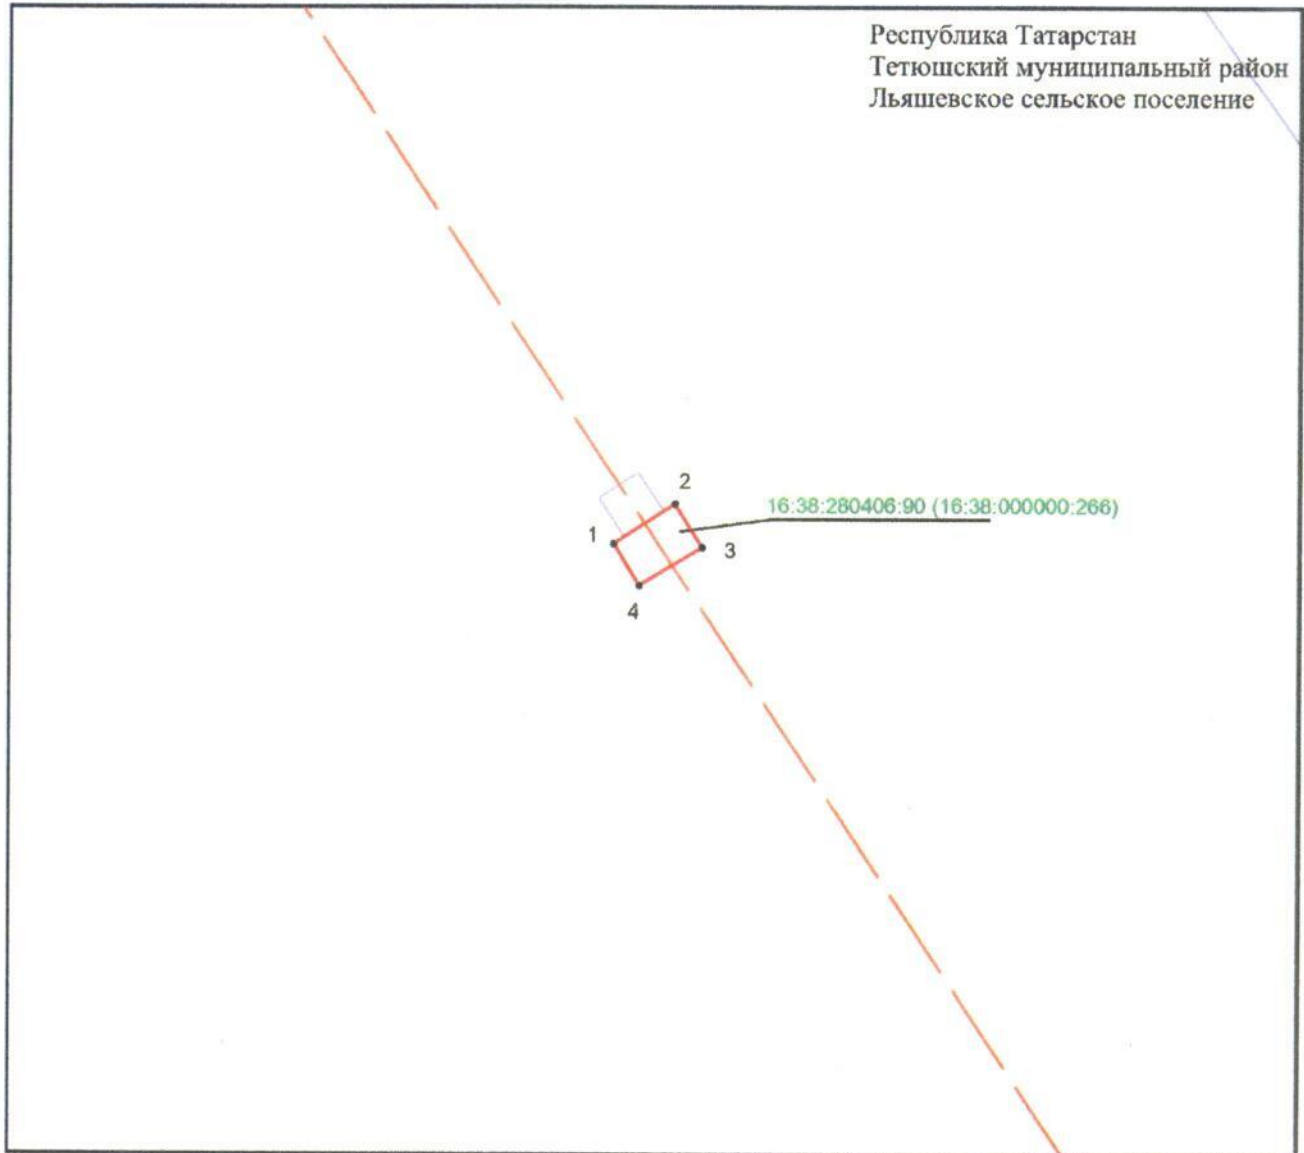 Республика Татарстан
Тетюшский муниципальный район
Льяшевское сельское поселение
2
16:38:280406:90 (16:38:000000:266)
1
3
4